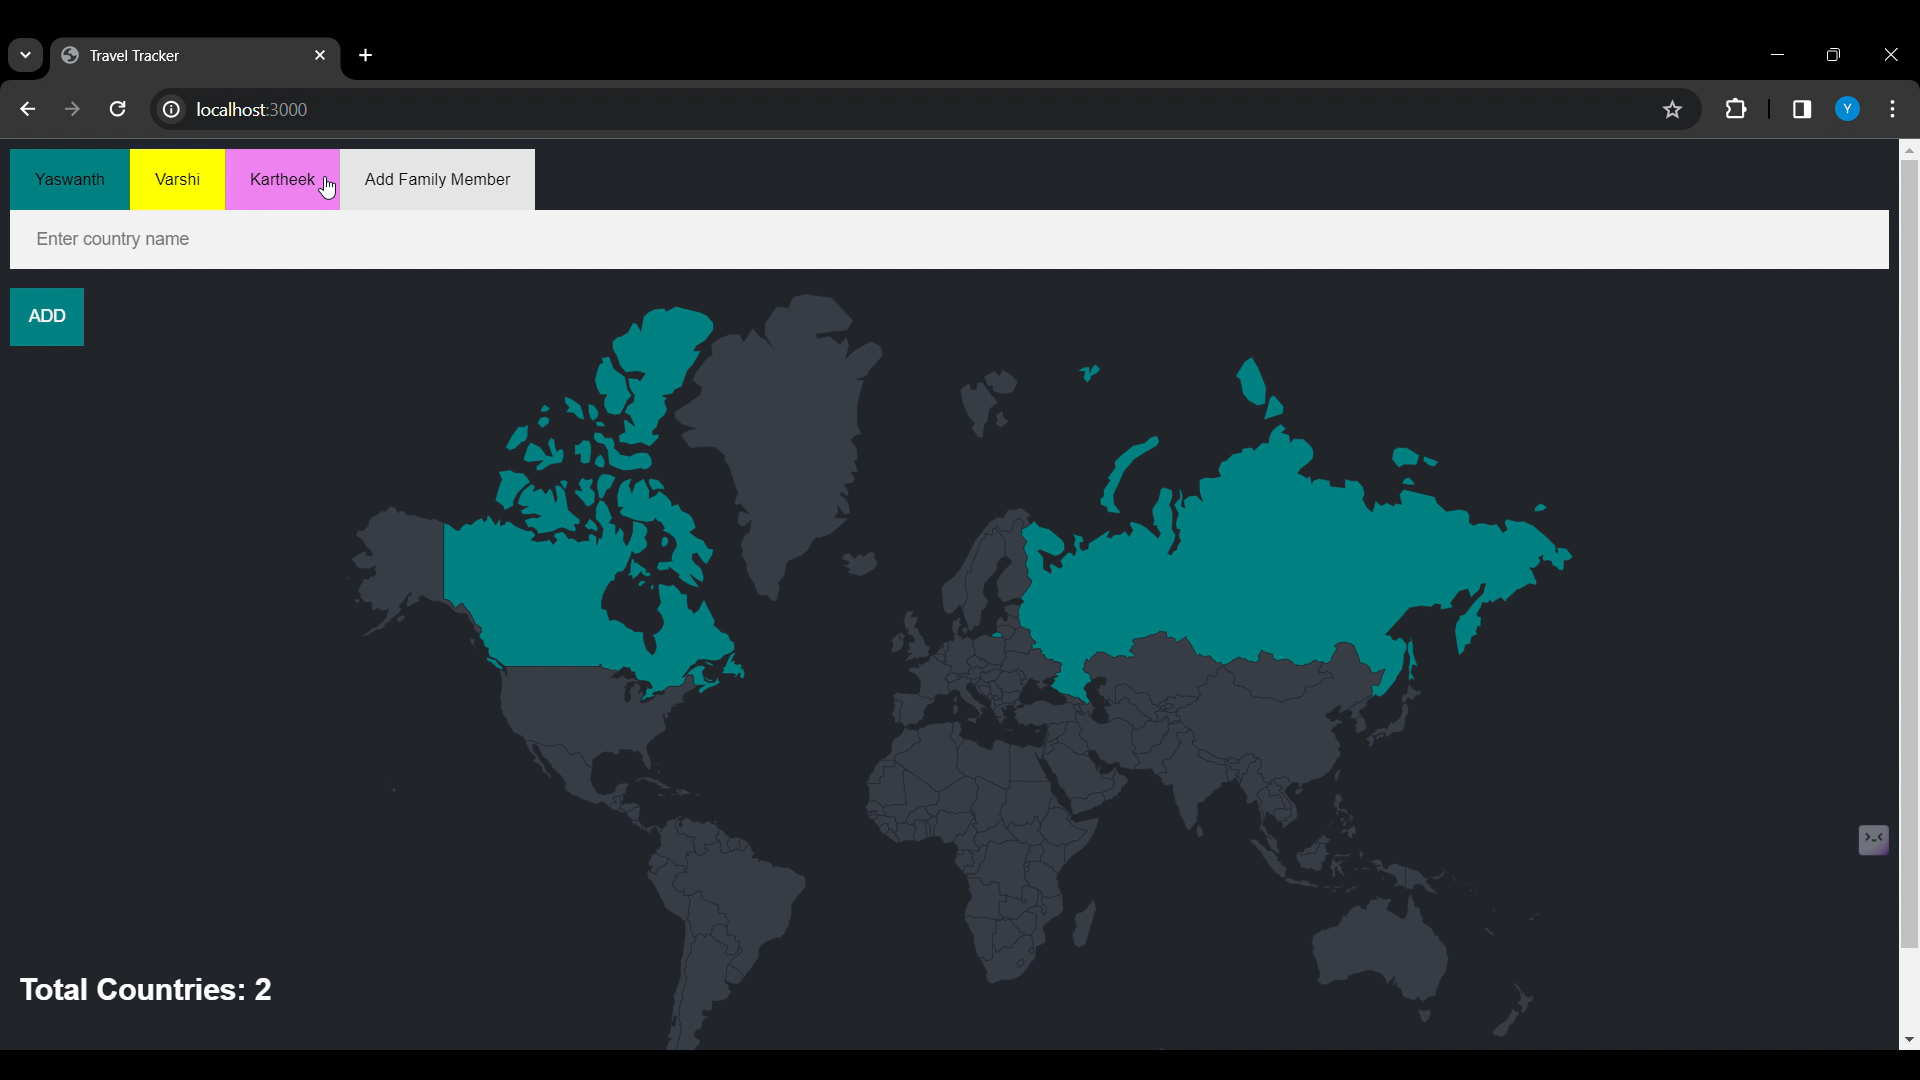 Travel Tracker
localhost:3000
Y
Yaswanth
Varshi
Kartheek
Add Family Member
Enter country name
ADD
Total Countries: 2